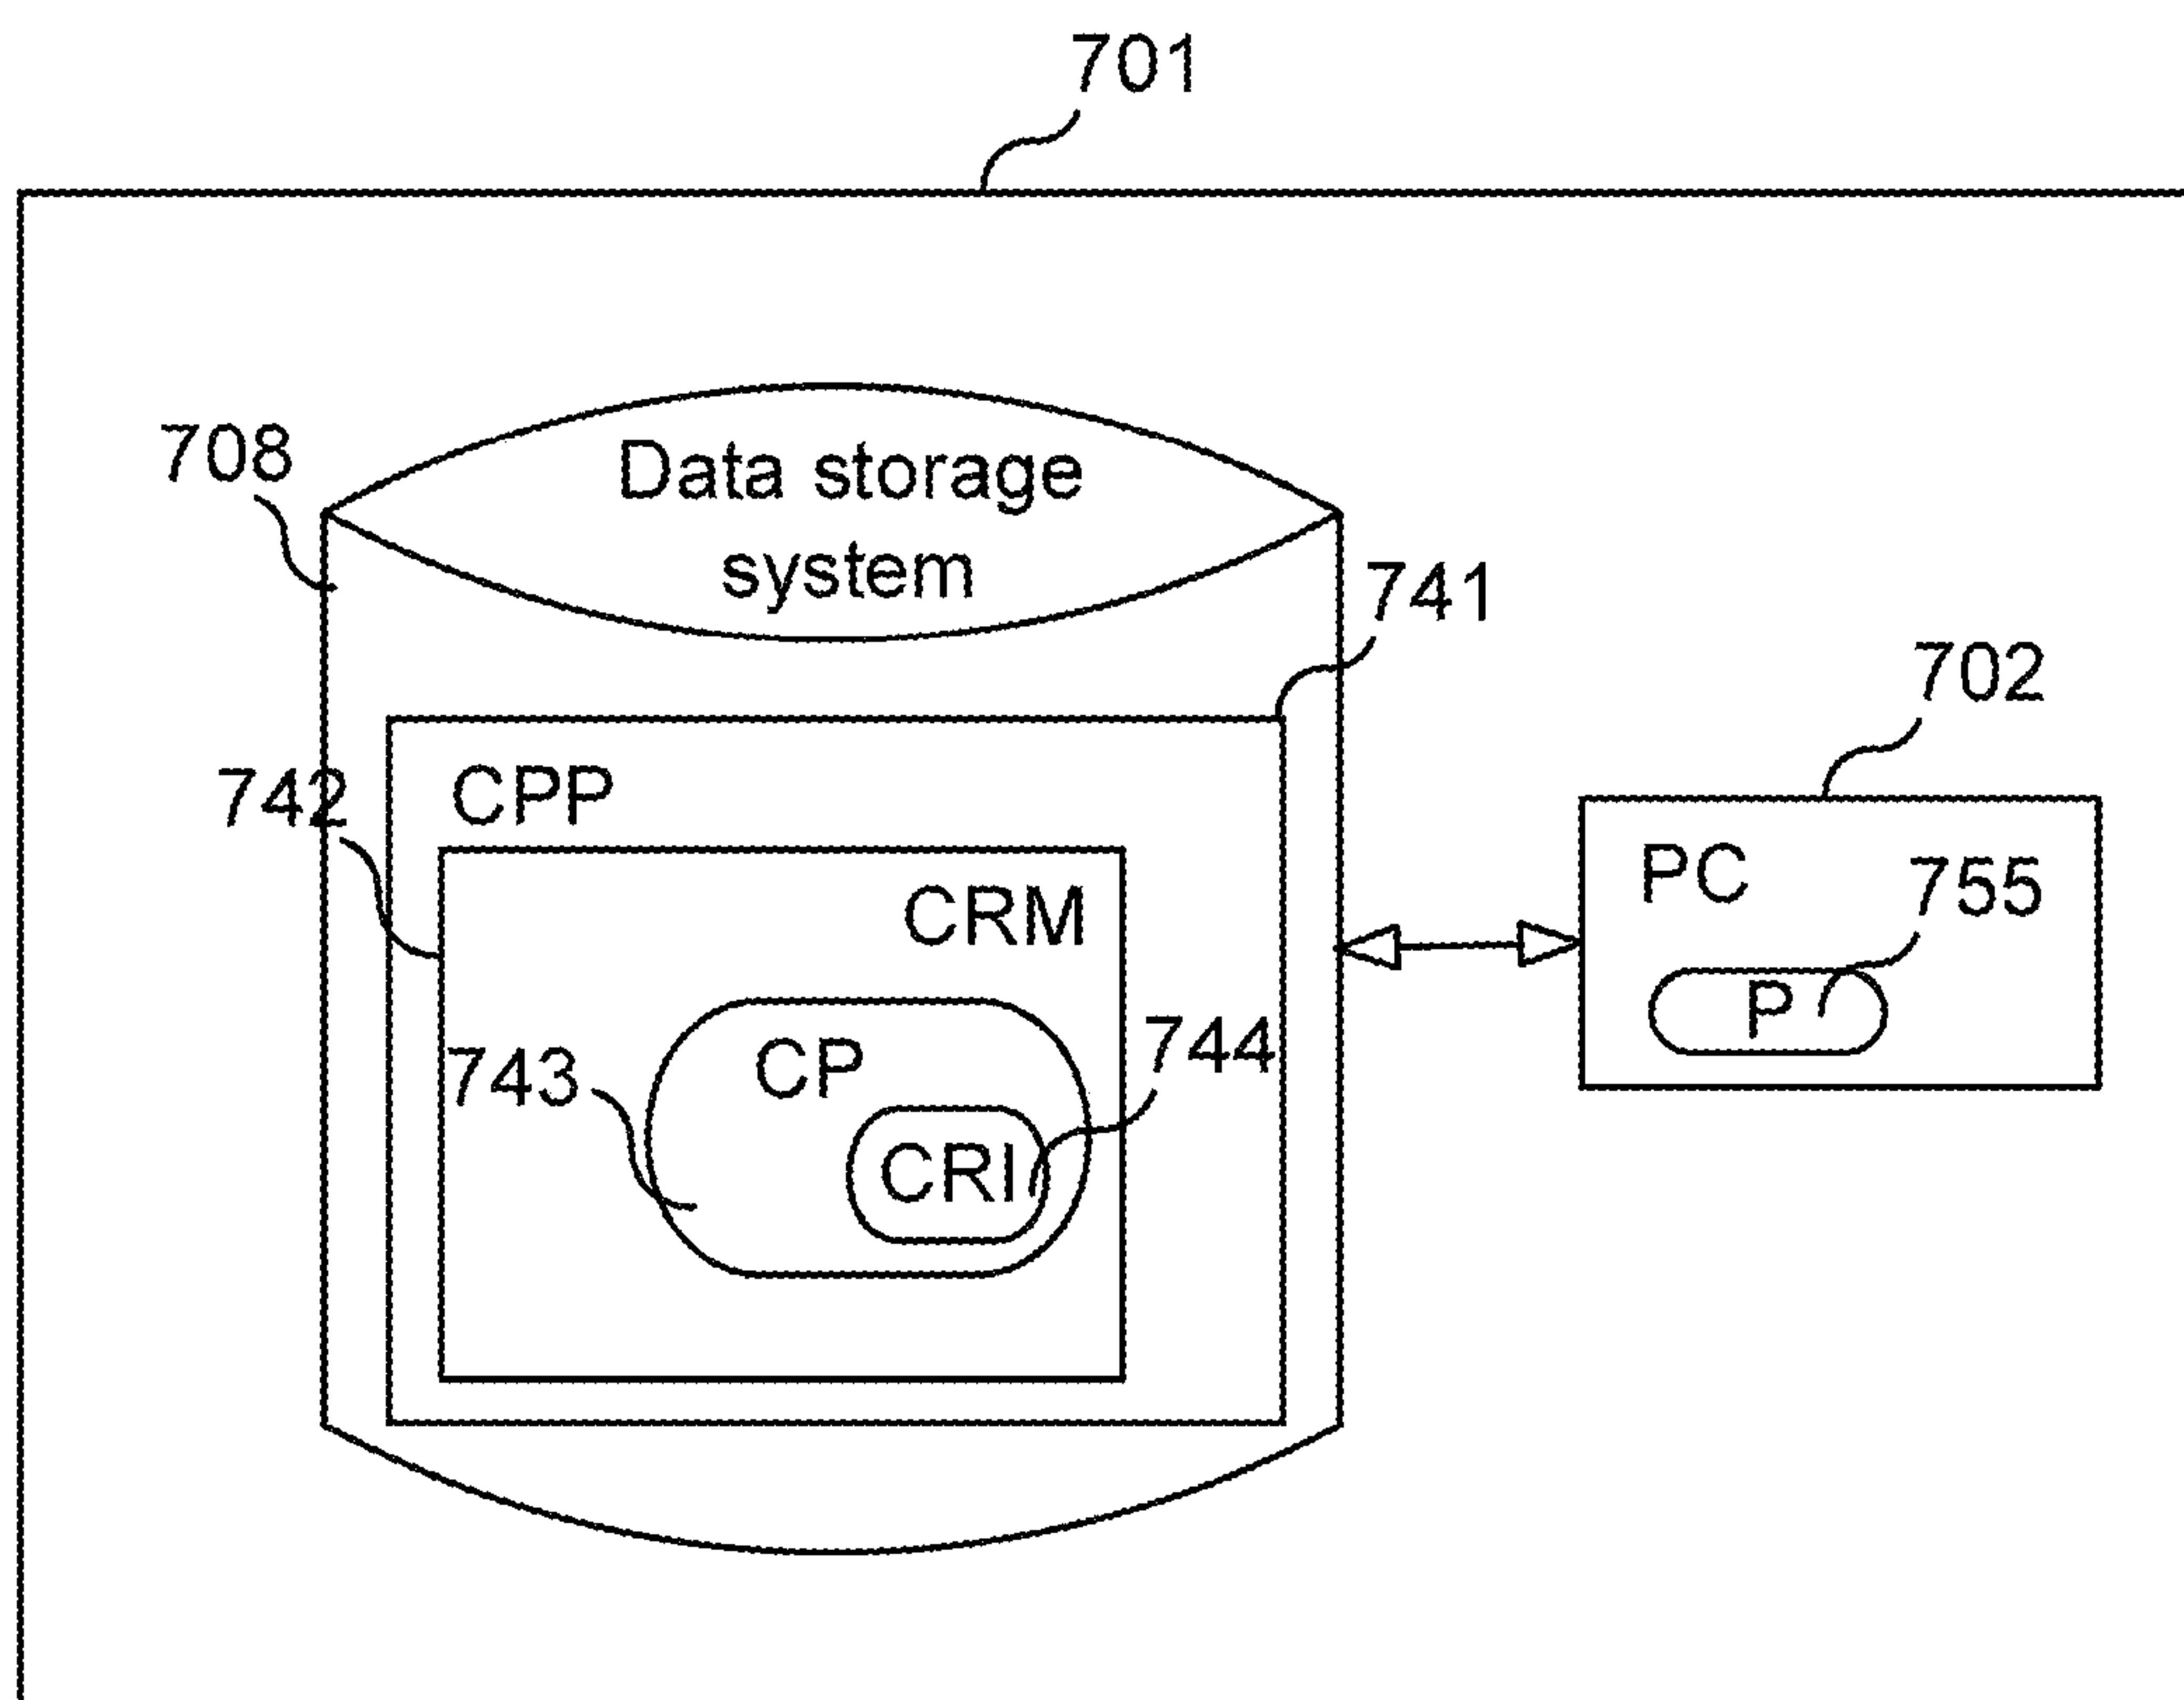 701
708
Data storage
system
741
702
742
CPP
PC
755
CRM
P
743
CP
744
CRI